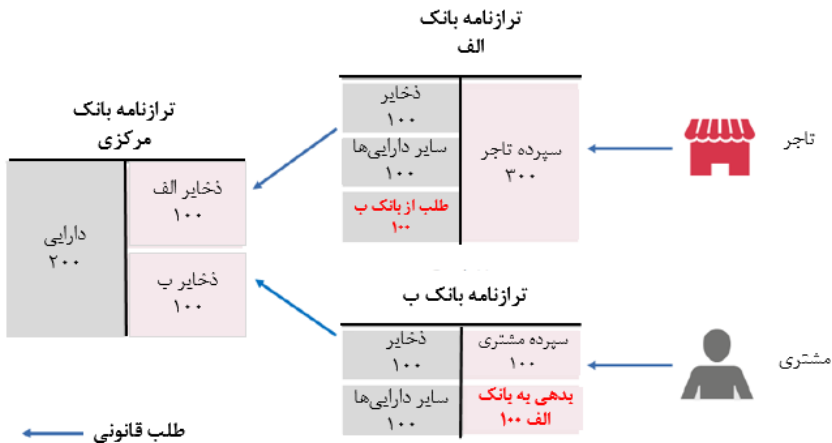 ترازنامه بانک
الف
ذخایر
۱۰۰
سایر دارایی‌ها
۱۰۰
طلب از بانک ب
۱۰۰
سپرده تاجر
۳۰۰
تاجر
ترازنامه بانک
مرکزی
ذخایر الف
۱۰۰
ذخایر ب
۱۰۰
دارایی
۲۰۰
ترازنامه بانک ب
سپرده مشتری
۱۰۰
ذخایر
۱۰۰
بدهی به بانک
الف ۱۰۰
سایر دارایی‌ها
۱۰۰
مشتری
طلب قانونی